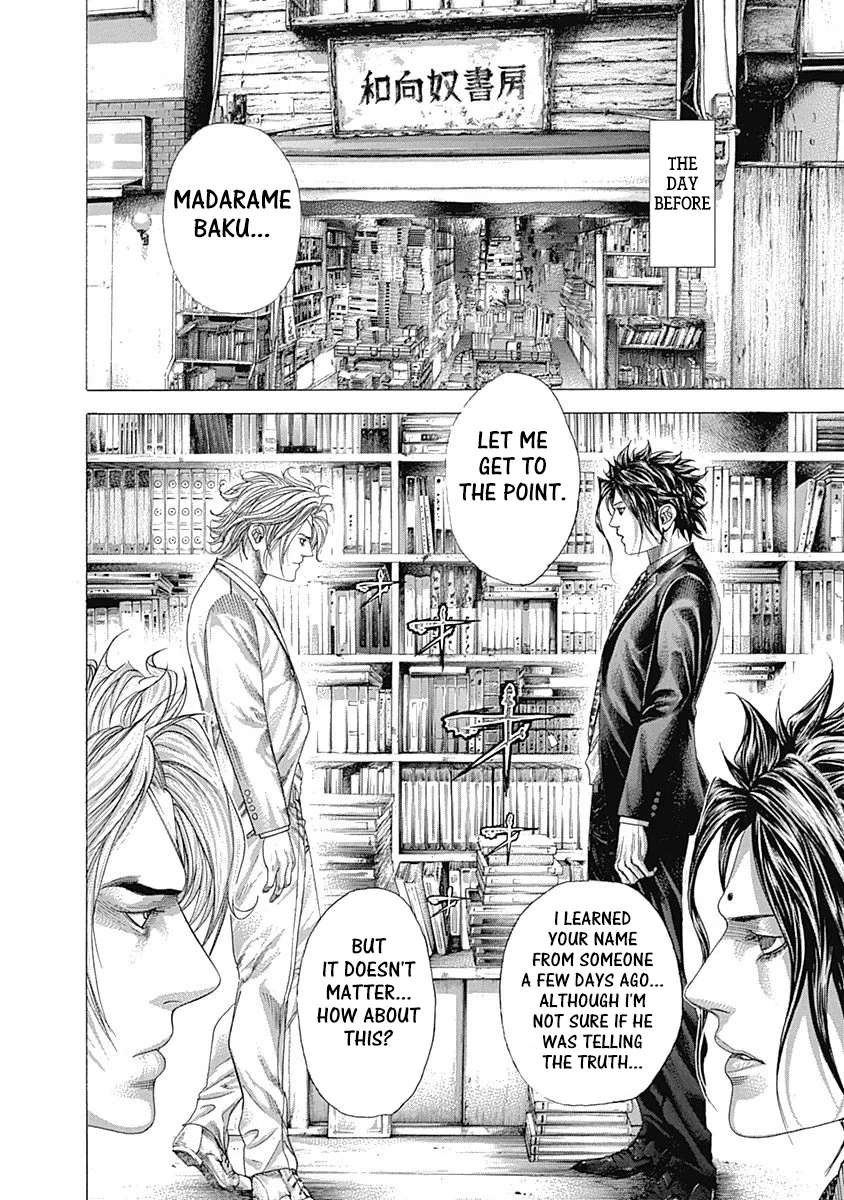 和向奴書房
THE
DAY
BEFORE
MADARAME
BAKU...
LET ME
GET TO
THE POINT.
I LEARNED
YOUR NAME
FROM SOMEONE
A FEW DAYS AGO...
ALTHOUGH I'M
NOT SURE IF HE
WAS TELLING
THE TRUTH...
BUT
IT DOESN'T
MATTER...
HOW ABOUT
THIS?